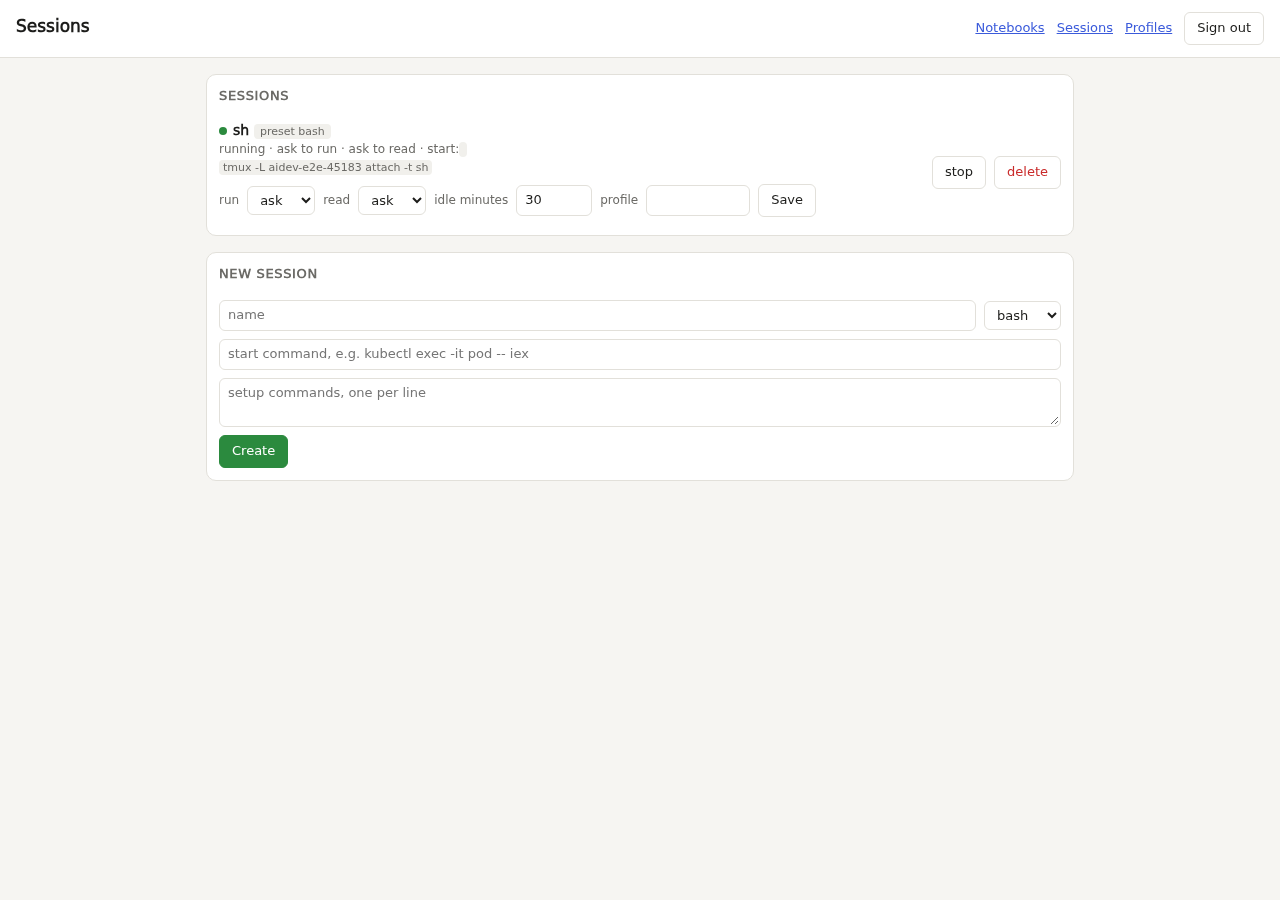 Sessions
Notebooks Sessions Profiles Sign out
SESSIONS
sh preset bash
running · ask to run · ask to read · start:
tmux -L aidev-e2e-45183 attach -t sh
stop delete
run ask read ask idle minutes 30 profile Save
NEW SESSION
name bash
start command, e.g. kubectl exec -it pod -- iex
setup commands, one per line
Create